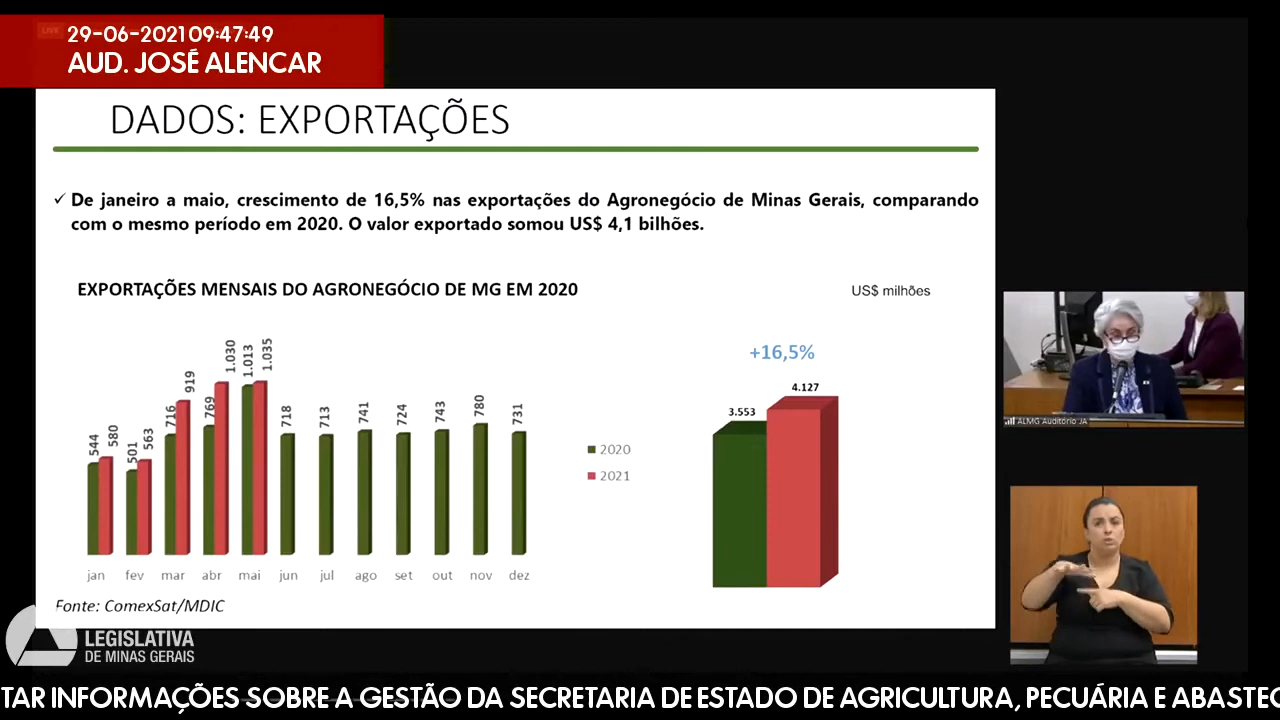 LIVE
29-06-2021 09:47:49
AUD. JOSÉ ALENCAR
DADOS: EXPORTAÇÕES
✓ De janeiro a maio, crescimento de 16,5% nas exportações do Agronegócio de Minas Gerais, comparando
com o mesmo período em 2020. O valor exportado somou US$ 4,1 bilhões.
EXPORTAÇÕES MENSAIS DO AGRONEGÓCIO DE MG EM 2020
US$ milhões
544 580 501 563 716 919 769 1.030 1.013 1.035 718 713 741 724 743 780 731
jan fev mar abr mai jun jul ago set out nov dez
2020
2021
+16,5%
3.553
4.127
Fonte: ComexSat/MDIC
ALMG Auditório JA
LEGISLATIVA
DE MINAS GERAIS
TAR INFORMAÇÕES SOBRE A GESTÃO DA SECRETARIA DE ESTADO DE AGRICULTURA, PECUÁRIA E ABASTEC